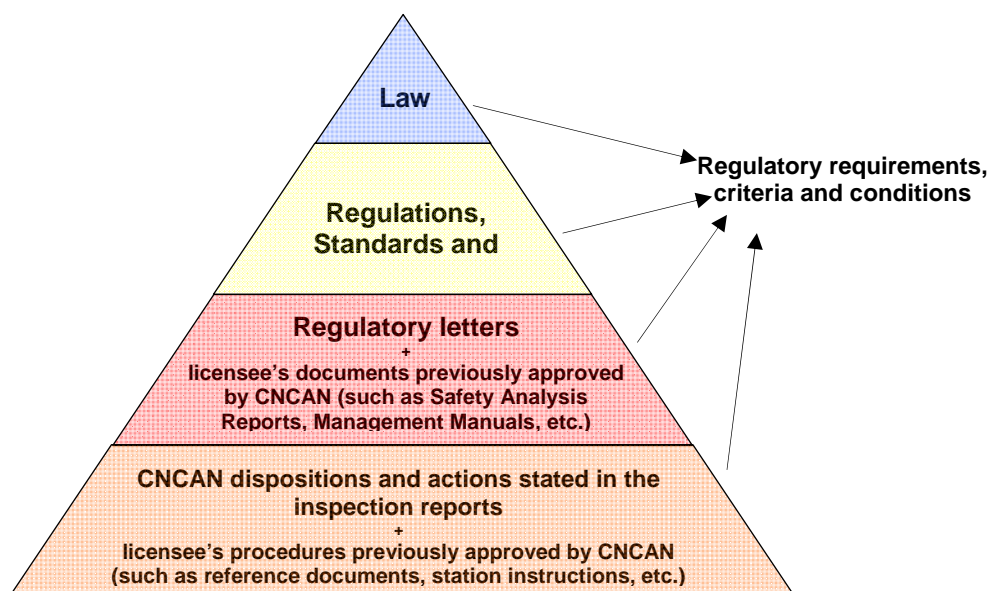 Law
Regulatory requirements,
criteria and conditions
Regulations,
Standards and
Regulatory letters
+
licensee's documents previously approved
by CNCAN (such as Safety Analysis
Reports, Management Manuals, etc.)
CNCAN dispositions and actions stated in the
inspection reports
+
licensee's procedures previously approved by CNCAN
(such as reference documents, station instructions, etc.)